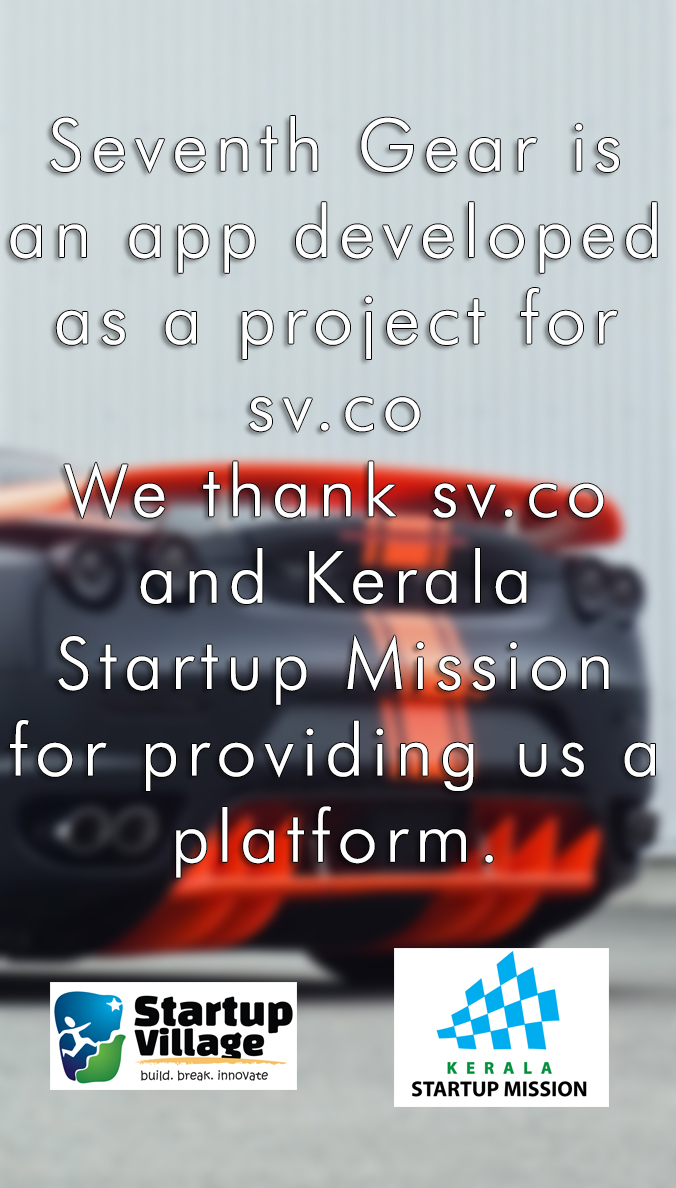 Seventh Gear is
an app developed
as a project for
sv.co
We thank sv.co
and Kerala
Startup Mission
for providing us a
platform.
Startup
Village
build. break. innovate
KERALA
STARTUP MISSION